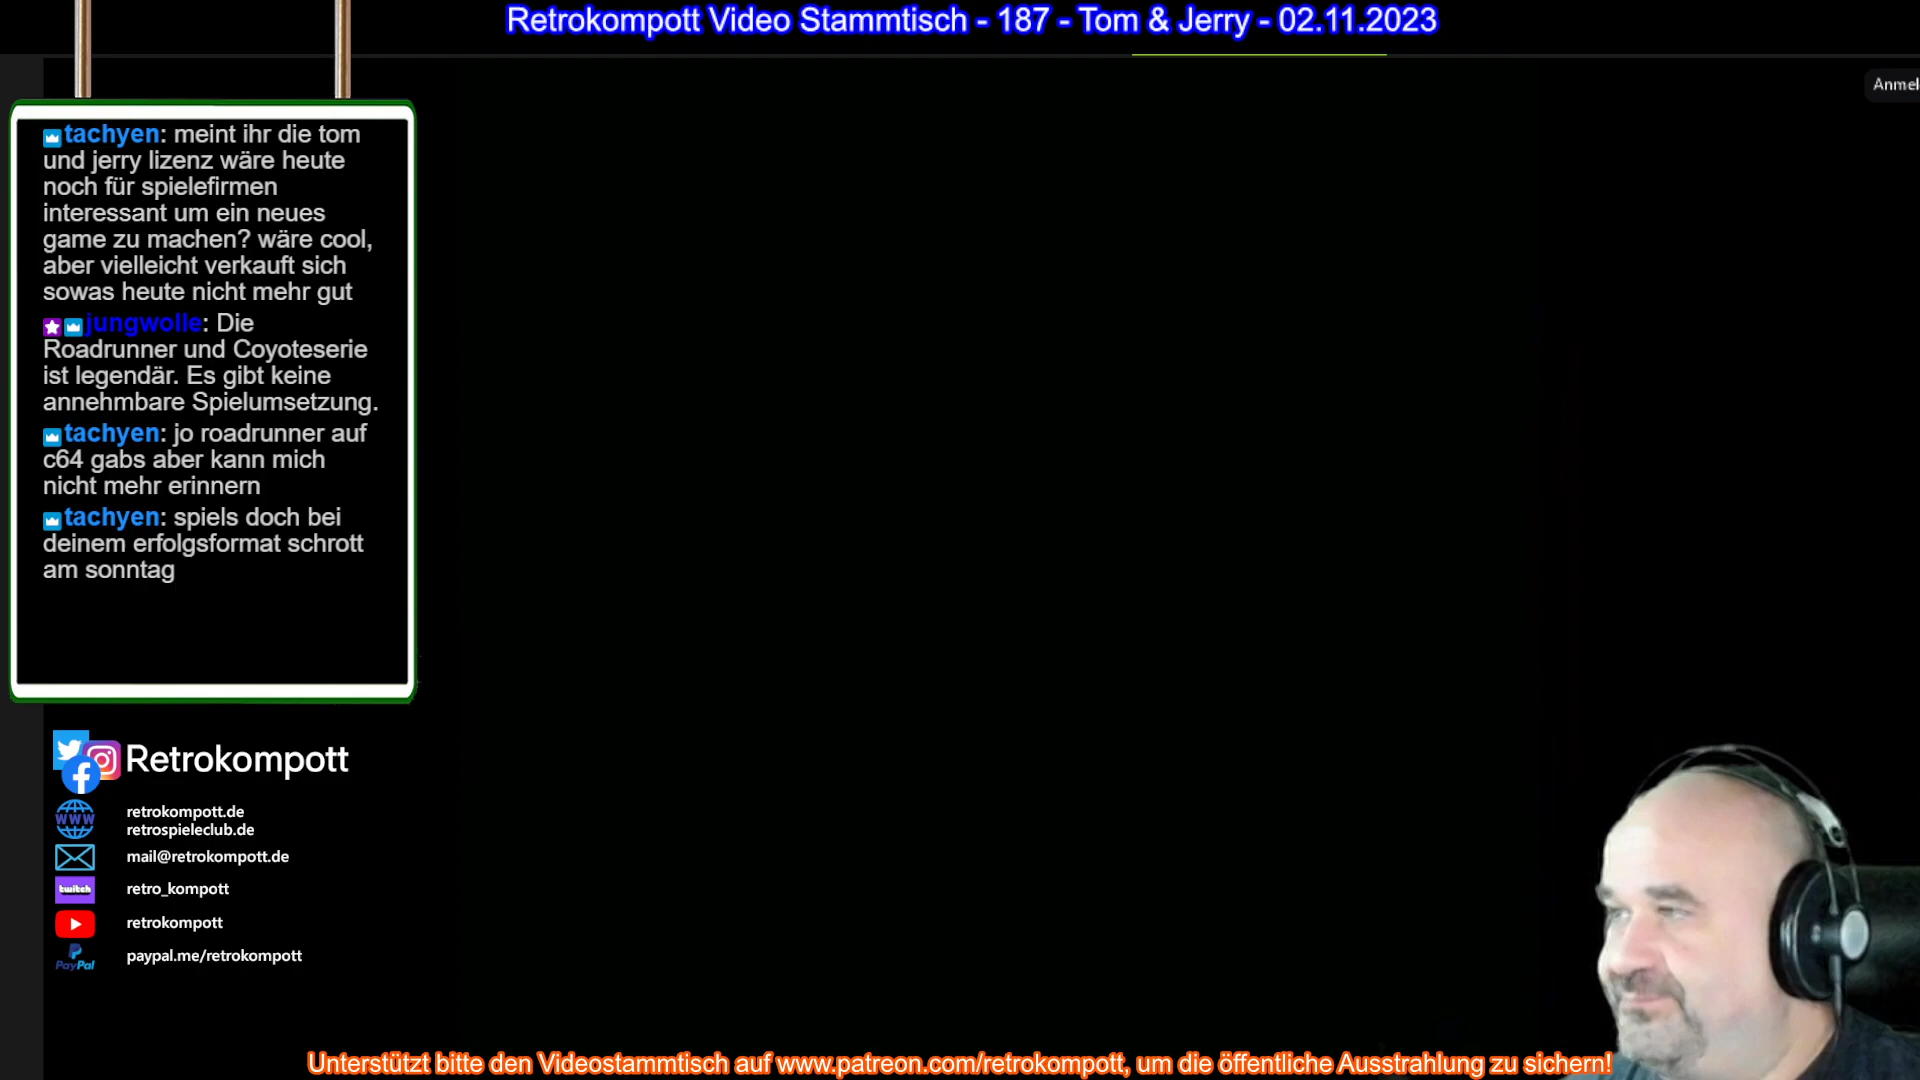 Retrokompott Video Stammtisch - 187 - Tom & Jerry - 02.11.2023
tachyen: meint ihr die tom
und jerry lizenz wäre heute
noch für spielefirmen
interessant um ein neues
game zu machen? wäre cool,
aber vielleicht verkauft sich
sowas heute nicht mehr gut
jungwolle: Die
Roadrunner und Coyoteserie
ist legendär. Es gibt keine
annehmbare Spielumsetzung.
tachyen: jo roadrunner auf
c64 gabs aber kann mich
nicht mehr erinnern
tachyen: spiels doch bei
deinem erfolgsformat schrott
am sonntag
Retrokompott
WWW
retrokompott.de
retrospieleclub.de
mail@retrokompott.de
twitch
retro_kompott
retrokompott
PayPal
paypal.me/retrokompott
Unterstützt bitte den Videostammtisch auf www.patreon.com/retrokompott, um die öffentliche Ausstrahlung zu sichern!